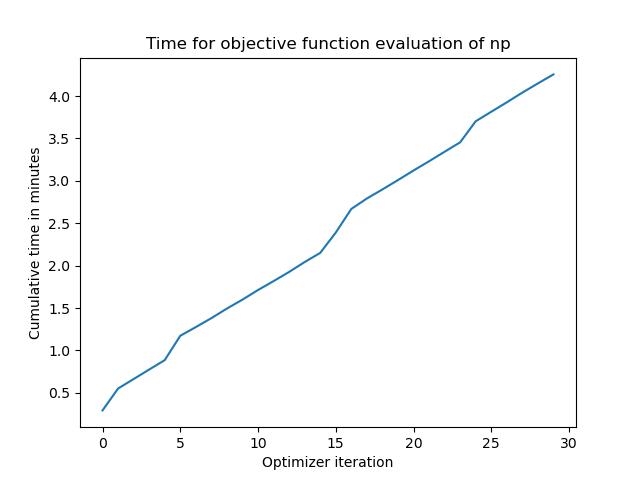 Time for objective function evaluation of np
Cumulative time in minutes
4.0
3.5
3.0
2.5
2.0
1.5
1.0
0.5
0 5 10 15 20 25 30
Optimizer iteration